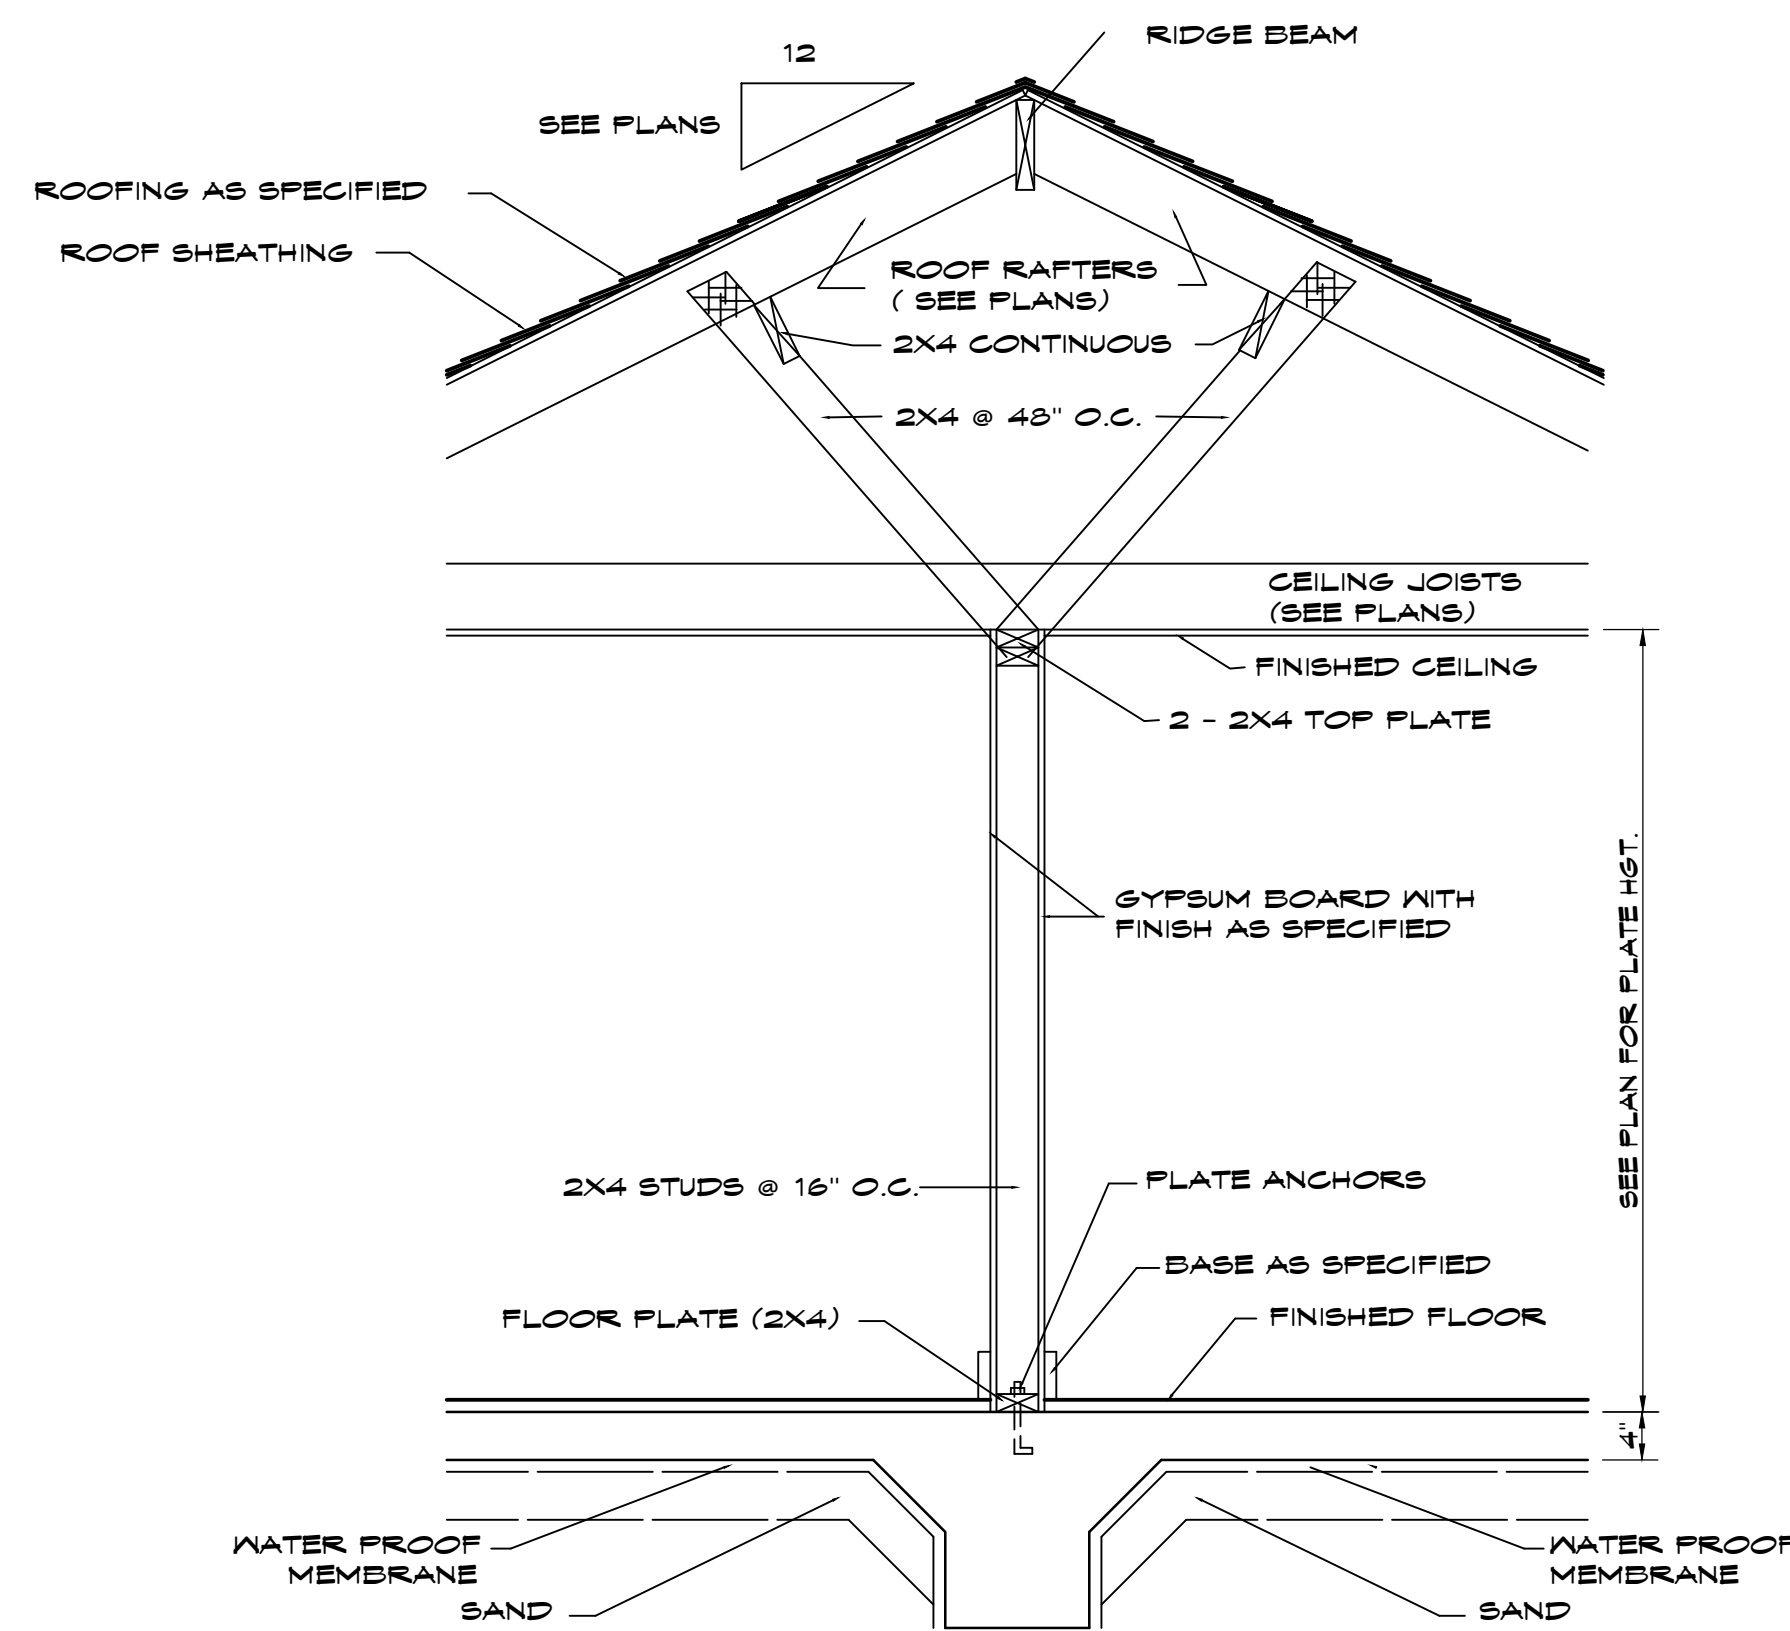 RIDGE BEAM
12
SEE PLANS
ROOFING AS SPECIFIED
ROOF SHEATHING
ROOF RAFTERS
( SEE PLANS)
2X4 CONTINUOUS
2X4 @ 48" O.C.
CEILING JOISTS
(SEE PLANS)
FINISHED CEILING
2 - 2X4 TOP PLATE
GYPSUM BOARD WITH
FINISH AS SPECIFIED
SEE PLAN FOR PLATE HGT.
2X4 STUDS @ 16" O.C.
PLATE ANCHORS
BASE AS SPECIFIED
FLOOR PLATE (2X4)
FINISHED FLOOR
4"
WATER PROOF
MEMBRANE
SAND
WATER PROOF
MEMBRANE
SAND